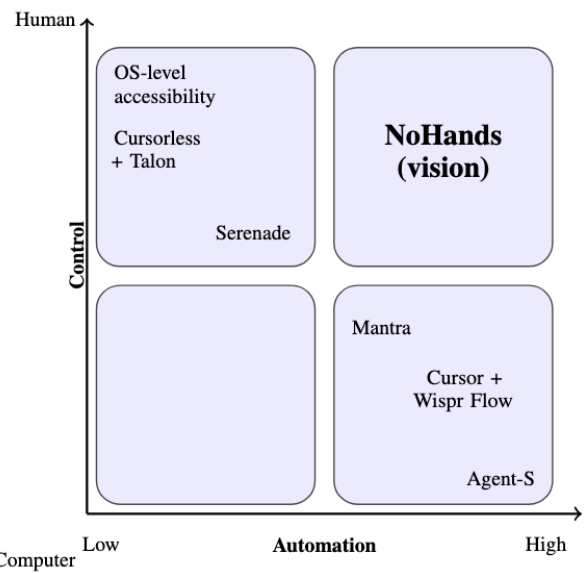 Human
OS-level
accessibility
Cursorless
+ Talon
Serenade
NoHands
(vision)
Control
Mantra
Cursor +
Wispr Flow
Agent-S
Low
Automation
High
Computer